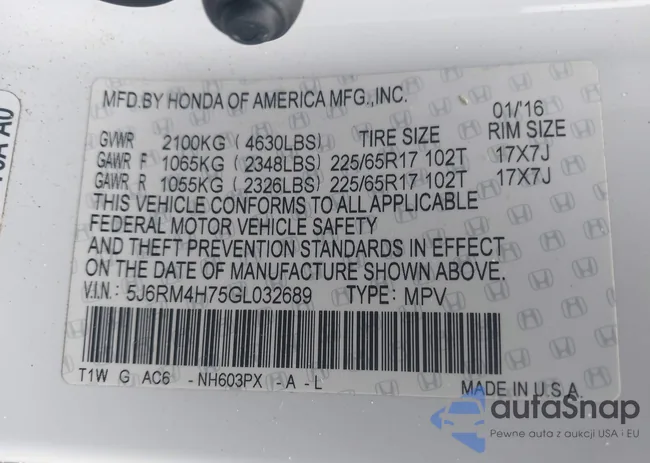 MFD.BY HONDA OF AMERICA MFG.,INC.
01/'16
GVWR 2100KG (4630LBS) TIRE SIZE RIM SIZE
GAWR F 1065KG (2348LBS) 225/65R17 102T 17X7J
GAWR R 1055KG (2326LBS) 225/65R17 102T 17X7J
THIS VEHICLE CONFORMS TO ALL APPLICABLE
FEDERAL MOTOR VEHICLE SAFETY
AND THEFT PREVENTION STANDARDS IN EFFECT
ON THE DATE OF MANUFACTURE SHOWN ABOVE.
V.I.N.: 5J6RM4H75GL032689 TYPE: MPV
T1W G AC6 - NH603PX - A - L
MADE IN U.S.A.
autaSnap
Pewne auta z aukcji USA i EU